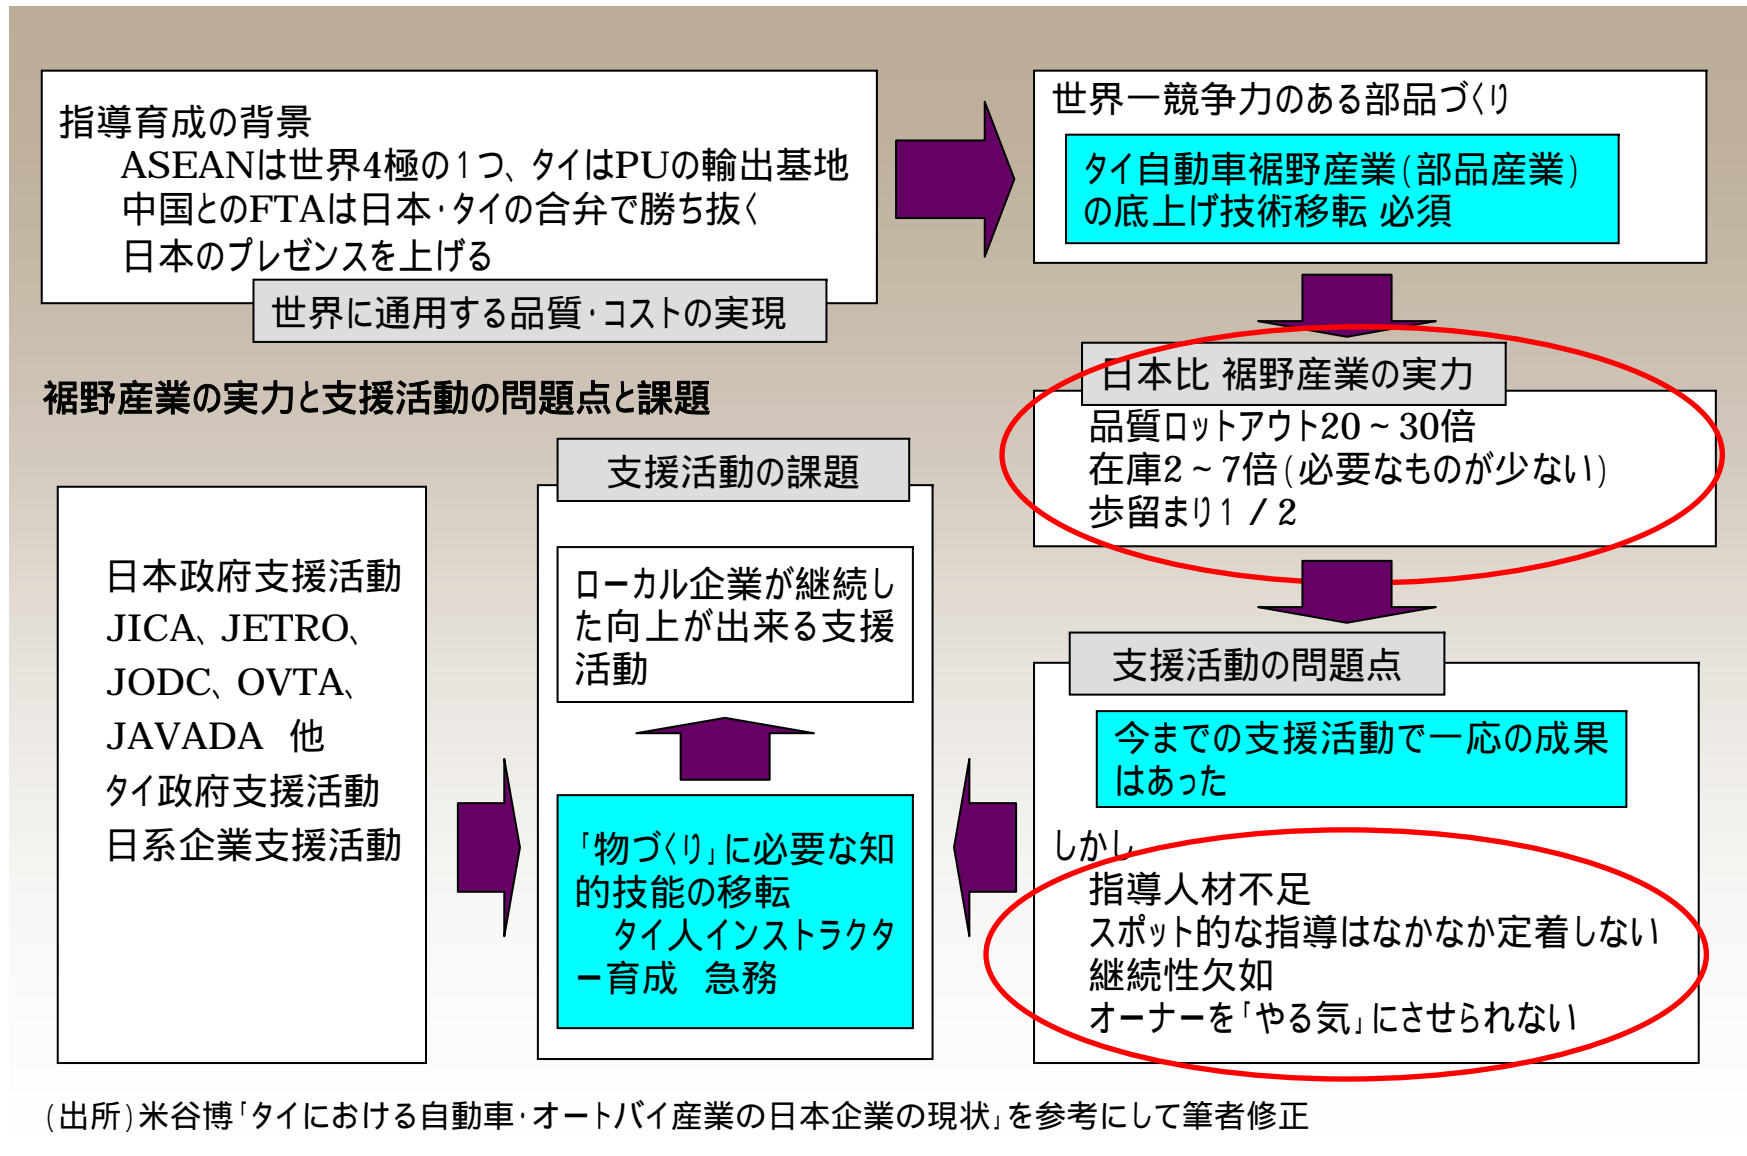 指導育成の背景
ASEANは世界4極の1つ、タイはPUの輸出基地
中国とのFTAは日本・タイの合弁で勝ち抜く
日本のプレゼンスを上げる
世界に通用する品質・コストの実現
世界一競争力のある部品づくり
タイ自動車裾野産業(部品産業)
の底上げ技術移転 必須
日本比 裾野産業の実力
品質ロットアウト20~30倍
在庫2~7倍(必要なものが少ない)
歩留まり1/2
裾野産業の実力と支援活動の問題点と課題
日本政府支援活動
JICA、JETRO、
JODC、OVTA、
JAVADA 他
タイ政府支援活動
日系企業支援活動
支援活動の課題
ローカル企業が継続し
た向上が出来る支援
活動
「物づくり」に必要な知
的技能の移転
タイ人インストラクタ
ー育成 急務
支援活動の問題点
今までの支援活動で一応の成果
はあった
しかし
指導人材不足
スポット的な指導はなかなか定着しない
継続性欠如
オーナーを「やる気」にさせられない
(出所)米谷博「タイにおける自動車・オートバイ産業の日本企業の現状」を参考にして筆者修正